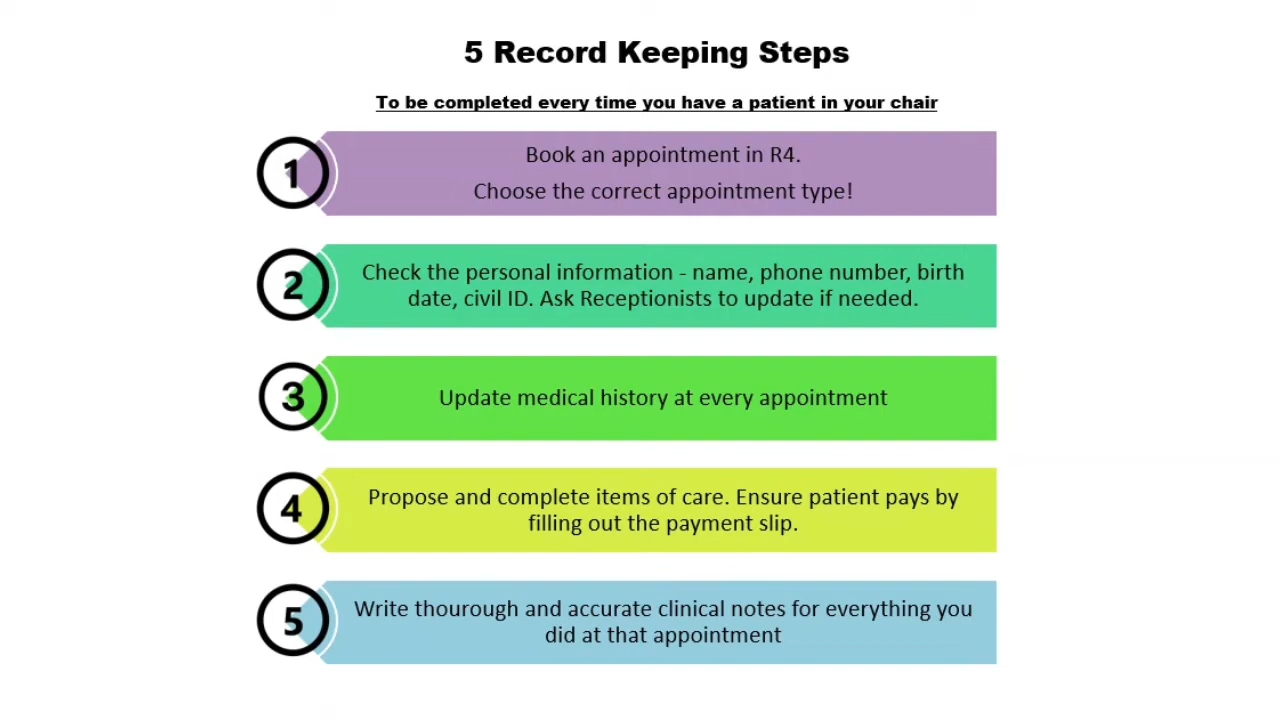 5 Record Keeping Steps
To be completed every time you have a patient in your chair
1
Book an appointment in R4.
Choose the correct appointment type!
2
Check the personal information - name, phone number, birth
date, civil ID. Ask Receptionists to update if needed.
3
Update medical history at every appointment
4
Propose and complete items of care. Ensure patient pays by
filling out the payment slip.
5
Write thourough and accurate clinical notes for everything you
did at that appointment